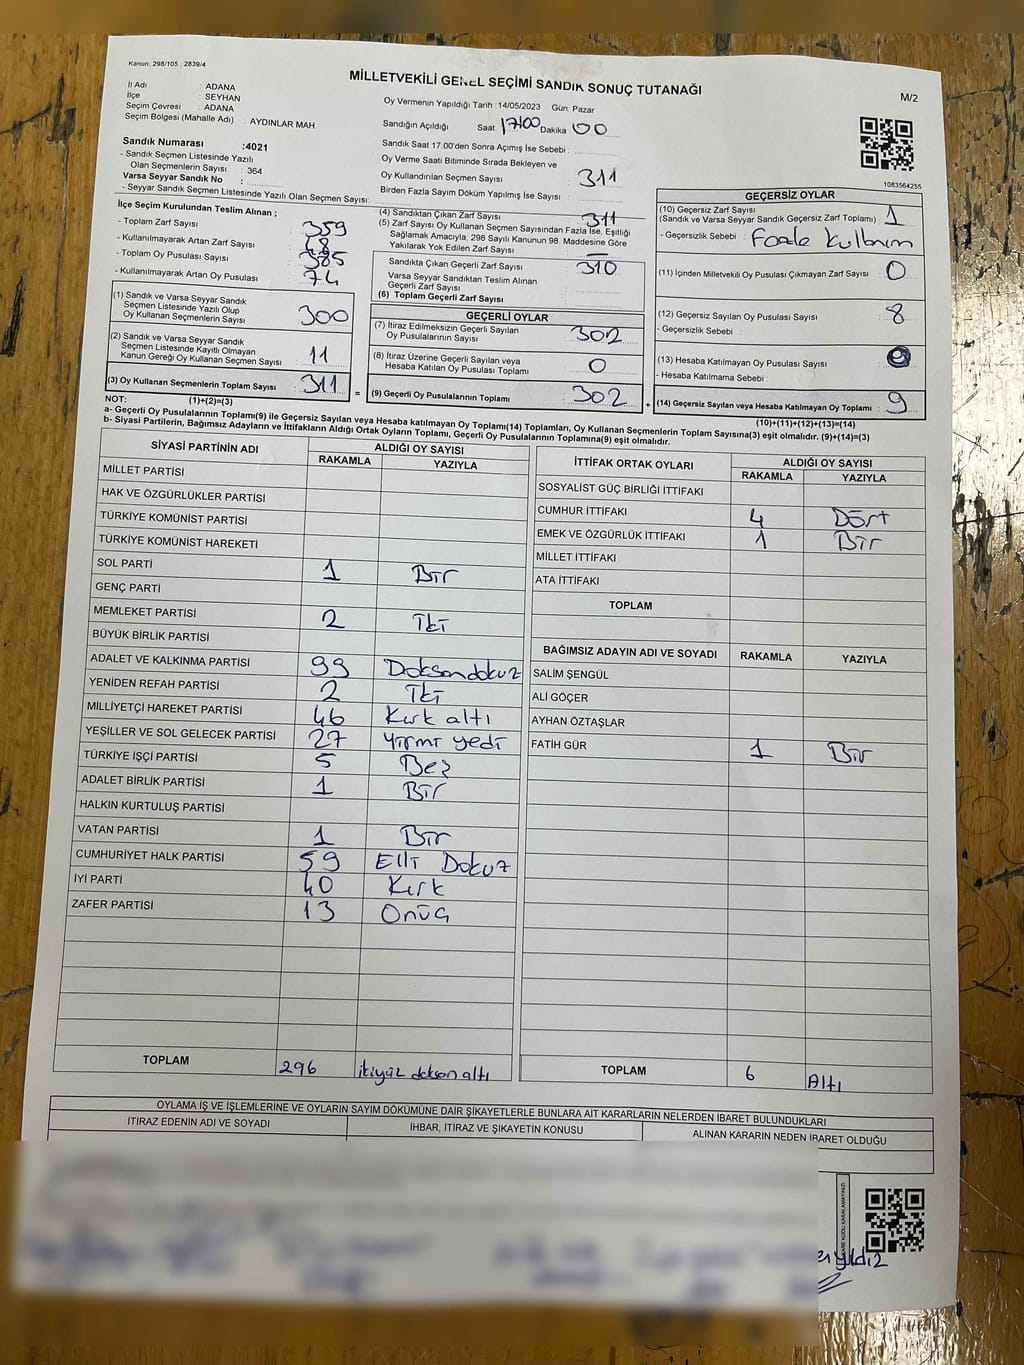 Kanun, 298/105 , 2839/4
MİLLETVEKİLİ GENEL SEÇİMİ SANDIK SONUÇ TUTANAĞI
M/2
İl Adı : ADANA
İlçe : SEYHAN
Seçim Çevresi : ADANA
Seçim Bölgesi (Mahalle Adı) : AYDINLAR MAH
Oy Vermenin Yapıldığı Tarih :14/05/2023 Gün: Pazar
Sandığın Açıldığı Saat: 17:00 Dakika : 00
Sandık Numarası :4021
- Sandık Seçmen Listesinde Yazılı
Olan Seçmenlerin Sayısı : 364
Varsa Seyyar Sandık No :
- Seyyar Sandık Seçmen Listesinde Yazılı Olan Seçmen Sayısı:
Sandık Saat 17.00'den Sonra Açımış İse Sebebi :
Oy Verme Saati Bitiminde Sırada Bekleyen ve
Oy Kullandırılan Seçmen Sayısı : 311
Birden Fazla Sayım Döküm Yapılmış İse Sayısı :
1083564255
İlçe Seçim Kurulundan Teslim Alınan ;
- Toplam Zarf Sayısı : 359
- Kullanılmayarak Artan Zarf Sayısı : 48
- Toplam Oy Pusulası Sayısı : 385
- Kullanılmayarak Artan Oy Pusulası : 74
(1) Sandık ve Varsa Seyyar Sandık
Seçmen Listesinde Yazılı Olup
Oy Kullanan Seçmenlerin Sayısı : 300
(2) Sandık ve Varsa Seyyar Sandık
Seçmen Listesinde Kayıtlı Olmayan
Kanun Gereği Oy Kullanan Seçmen Sayısı : 11
(3) Oy Kullanan Seçmenlerin Toplam Sayısı : 311
=
(4) Sandıktan Çıkan Zarf Sayısı : 311
(5) Zarf Sayısı Oy Kullanan Seçmen Sayısından Fazla İse, Eşitliği
Sağlamak Amacıyla, 298 Sayılı Kanunun 98. Maddesine Göre
Yakılarak Yok Edilen Zarf Sayısı : —
Sandıkta Çıkan Geçerli Zarf Sayısı : 310
Varsa Seyyar Sandıktan Teslim Alınan
Geçerli Zarf Sayısı :
(6) Toplam Geçerli Zarf Sayısı :
GEÇERLİ OYLAR
(7) İtiraz Edilmeksizin Geçerli Sayılan
Oy Pusulalarının Sayısı : 302
(8) İtiraz Üzerine Geçerli Sayılan veya
Hesaba Katılan Oy Pusulası Toplamı : 0
(9) Geçerli Oy Pusulalarının Toplamı : 302
+
GEÇERSİZ OYLAR
(10) Geçersiz Zarf Sayısı
(Sandık ve Varsa Seyyar Sandık Geçersiz Zarf Toplamı) : 1
- Geçersizlik Sebebi :
(11) İçinden Milletvekili Oy Pusulası Çıkmayan Zarf Sayısı : 0
(12) Geçersiz Sayılan Oy Pusulası Sayısı : 8
- Geçersizlik Sebebi :
(13) Hesaba Katılmayan Oy Pusulası Sayısı :
- Hesaba Katılmama Sebebi :
(14) Geçersiz Sayılan veya Hesaba Katılmayan Oy Toplamı : 9
NOT: (1)+(2)=(3)
(10)+(11)+(12)+(13)=(14)
a- Geçerli Oy Pusulalarının Toplamı(9) ile Geçersiz Sayılan veya Hesaba katılmayan Oy Toplamı(14) Toplamları, Oy Kullanan Seçmenlerin Toplam Sayısına(3) eşit olmalıdır. (9)+(14)=(3)
b- Siyasi Partilerin, Bağımsız Adayların ve İttifakların Aldığı Ortak Oyların Toplamı, Geçerli Oy Pusulalarının Toplamına(9) eşit olmalıdır.
SİYASİ PARTİNİN ADI ALDIĞI OY SAYISI
RAKAMLA YAZIYLA
MİLLET PARTİSİ
HAK VE ÖZGÜRLÜKLER PARTİSİ
TÜRKİYE KOMÜNİST PARTİSİ
TÜRKİYE KOMÜNİST HAREKETİ
SOL PARTİ 1 Bir
GENÇ PARTİ
MEMLEKET PARTİSİ 2 İki
BÜYÜK BİRLİK PARTİSİ
ADALET VE KALKINMA PARTİSİ 99 Doksandokuz
YENİDEN REFAH PARTİSİ 2 İki
MİLLİYETÇİ HAREKET PARTİSİ 46 Kırk altı
YEŞİLLER VE SOL GELECEK PARTİSİ 27 Yirmi yedi
TÜRKİYE İŞÇİ PARTİSİ 5 Beş
ADALET BİRLİK PARTİSİ 1 Bir
HALKIN KURTULUŞ PARTİSİ
VATAN PARTİSİ 1 Bir
CUMHURİYET HALK PARTİSİ 59 Elli Dokuz
İYİ PARTİ 40 Kırk
ZAFER PARTİSİ 13 Onüç
TOPLAM 296 ikiyüz doksan altı
İTTİFAK ORTAK OYLARI ALDIĞI OY SAYISI
RAKAMLA YAZIYLA
SOSYALİST GÜÇ BİRLİĞİ İTTİFAKI
CUMHUR İTTİFAKI 4 Dört
EMEK VE ÖZGÜRLÜK İTTİFAKI 1 Bir
MİLLET İTTİFAKI
ATA İTTİFAKI
TOPLAM
BAĞIMSIZ ADAYIN ADI VE SOYADI RAKAMLA YAZIYLA
SALİM ŞENGÜL
ALİ GÖÇER
AYHAN ÖZTAŞLAR
FATİH GÜR 1 Bir
TOPLAM 6 Altı
OYLAMA İŞ VE İŞLEMLERİNE VE OYLARIN SAYIM DÖKÜMÜNE DAİR ŞİKAYETLERLE BUNLARA AİT KARARLARIN NELERDEN İBARET BULUNDUKLARI
İTİRAZ EDENİN ADI VE SOYADI İHBAR, İTİRAZ VE ŞİKAYETİN KONUSU ALINAN KARARIN NEDEN İBARET OLDUĞU